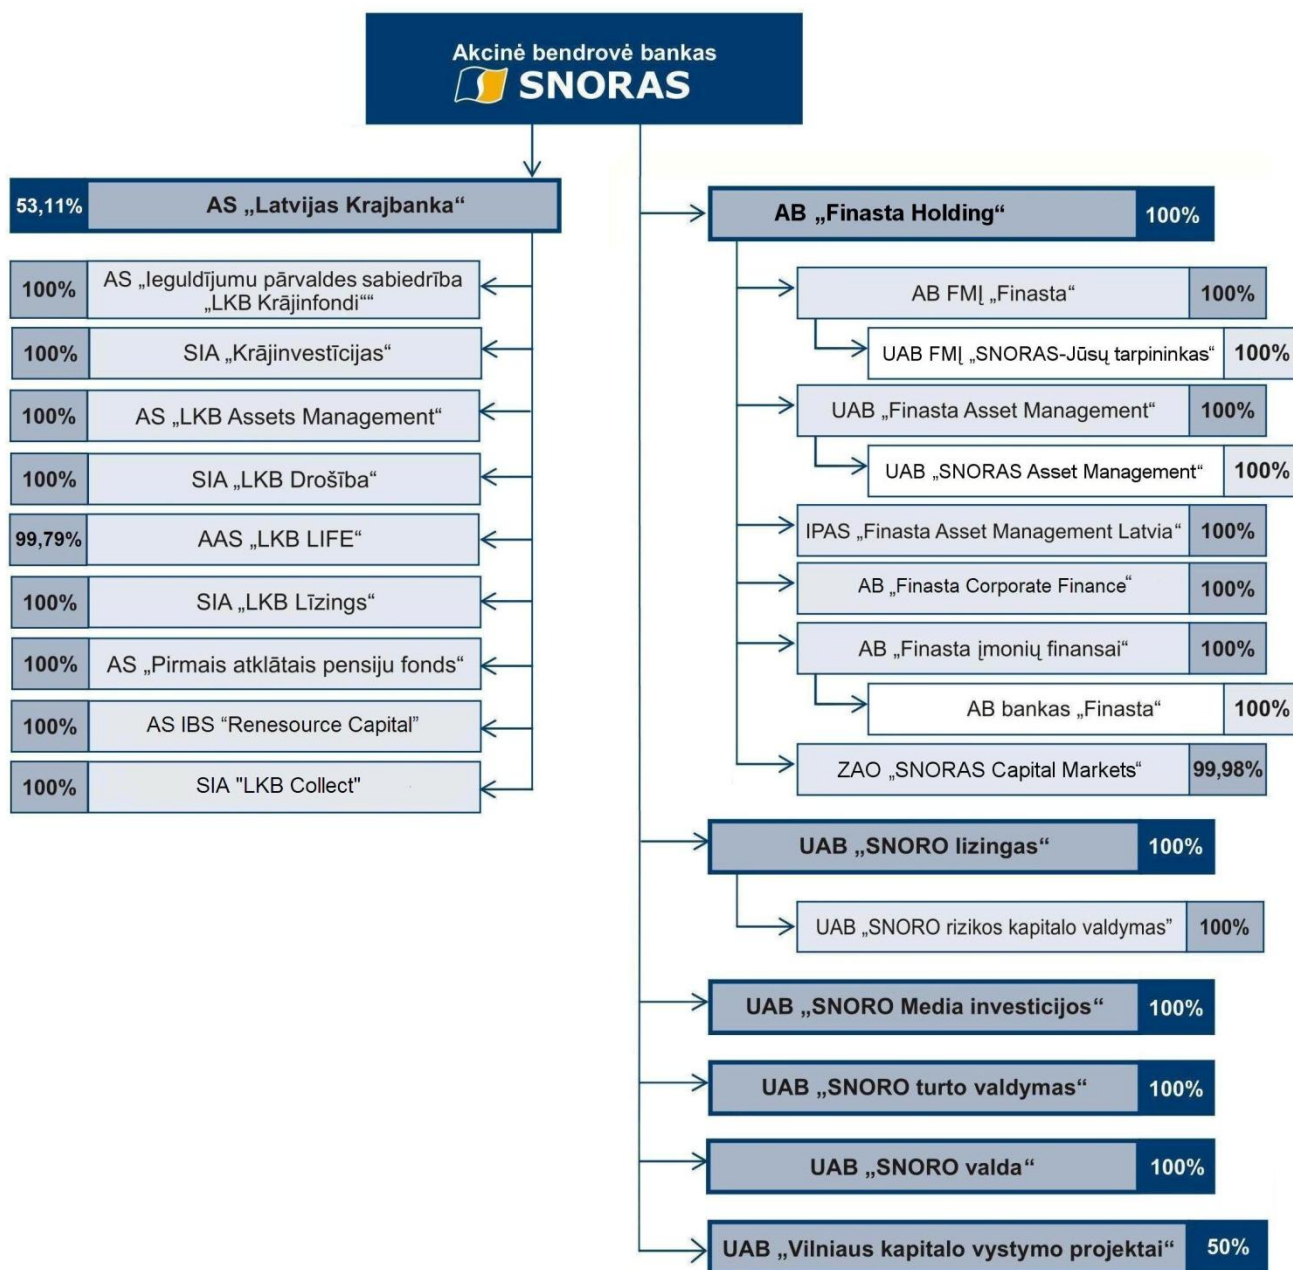 Akcinė bendrovė bankas
SNORAS
53,11%
AS „Latvijas Krajbanka“
100%
AS „Ieguldījumu pārvaldes sabiedrība
„LKB Krājinfondi““
100%
SIA „Krājinvestīcijas“
100%
AS „LKB Assets Management“
100%
SIA „LKB Drošība“
99,79%
AAS „LKB LIFE“
100%
SIA „LKB Līzings“
100%
AS „Pirmais atklātais pensiju fonds“
100%
AS IBS “Renesource Capital”
100%
SIA "LKB Collect"
AB „Finasta Holding“
100%
AB FMĮ „Finasta“
100%
UAB FMĮ „SNORAS-Jūsų tarpininkas“
100%
UAB „Finasta Asset Management“
100%
UAB „SNORAS Asset Management“
100%
IPAS „Finasta Asset Management Latvia“
100%
AB „Finasta Corporate Finance“
100%
AB „Finasta įmonių finansai“
100%
AB bankas „Finasta“
100%
ZAO „SNORAS Capital Markets“
99,98%
UAB „SNORO lizingas“
100%
UAB „SNORO rizikos kapitalo valdymas”
100%
UAB „SNORO Media investicijos“
100%
UAB „SNORO turto valdymas“
100%
UAB „SNORO valda“
100%
UAB „Vilniaus kapitalo vystymo projektai“
50%